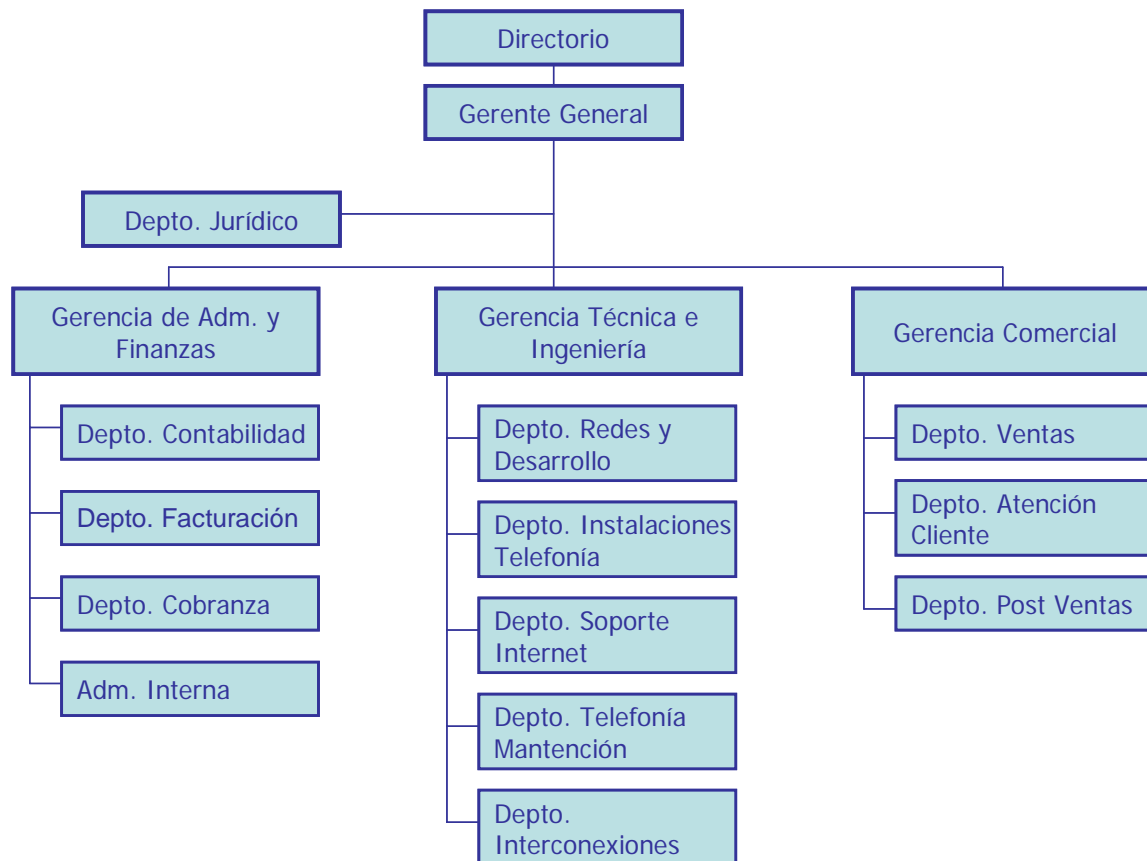 Directorio
Gerente General
Depto. Jurídico
Gerencia de Adm. y
Finanzas
Depto. Contabilidad
Depto. Facturación
Depto. Cobranza
Adm. Interna
Gerencia Técnica e
Ingeniería
Depto. Redes y
Desarrollo
Depto. Instalaciones
Telefonía
Depto. Soporte
Internet
Depto. Telefonía
Mantención
Depto.
Interconexiones
Gerencia Comercial
Depto. Ventas
Depto. Atención
Cliente
Depto. Post Ventas